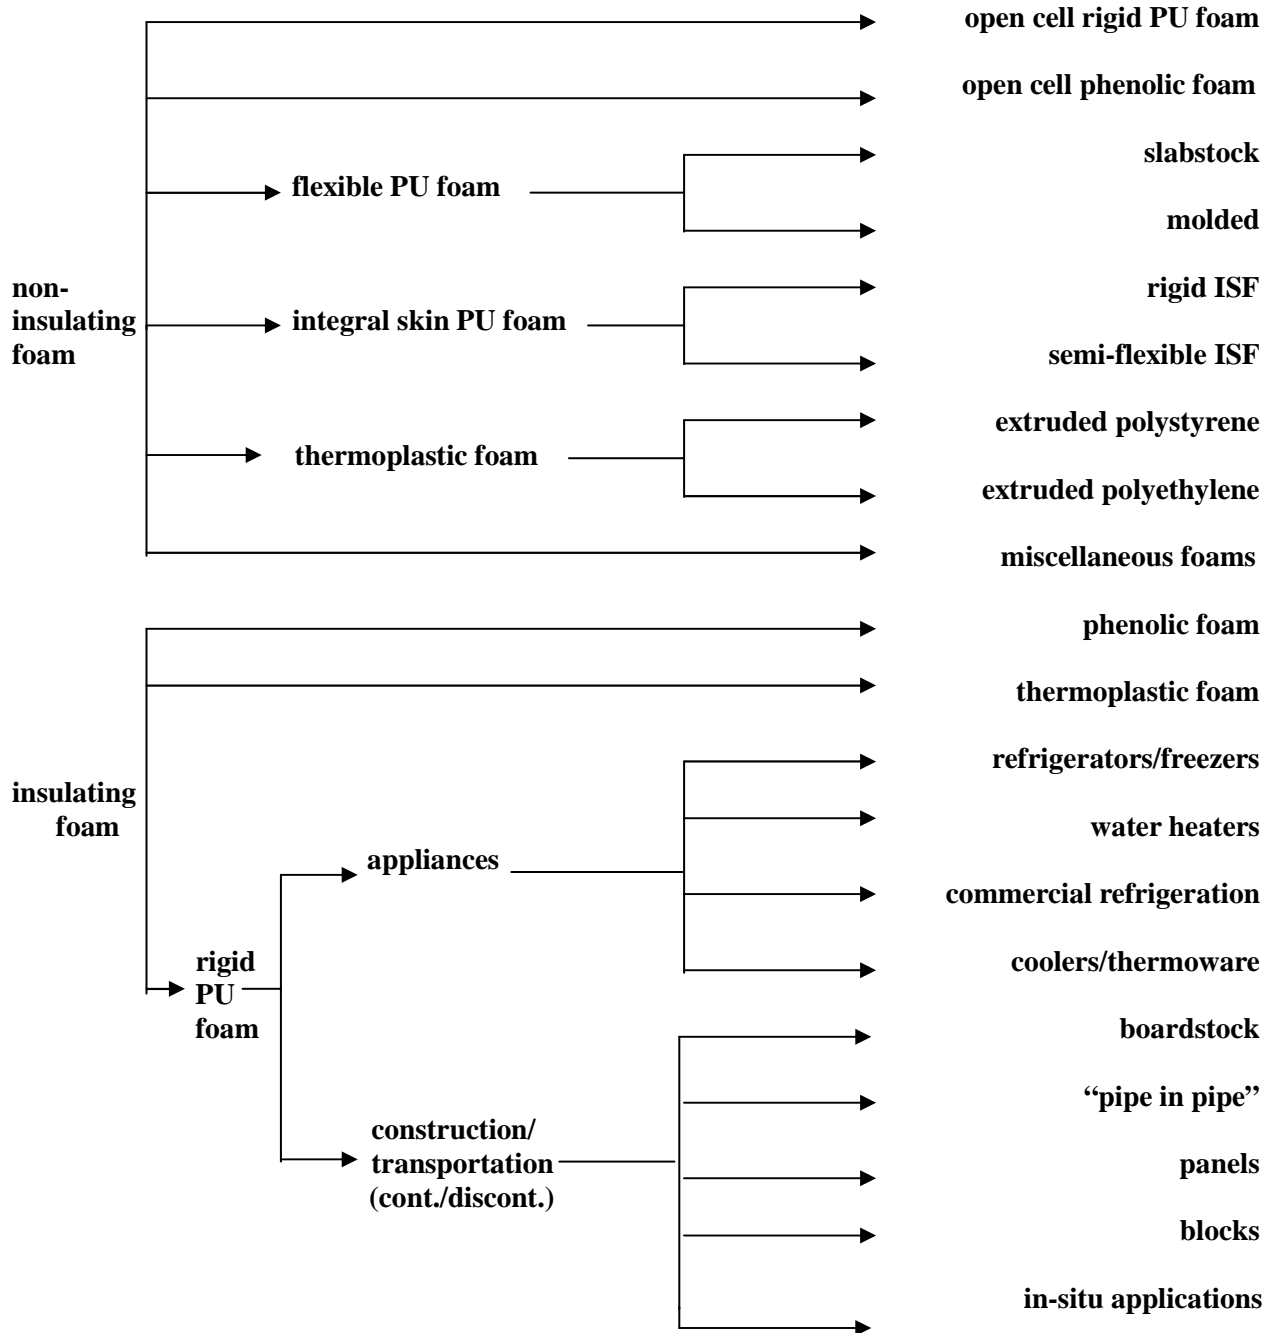 open cell rigid PU foam
open cell phenolic foam
slabstock
flexible PU foam
molded
non-
insulating
foam
rigid ISF
integral skin PU foam
semi-flexible ISF
extruded polystyrene
thermoplastic foam
extruded polyethylene
miscellaneous foams
phenolic foam
thermoplastic foam
insulating
foam
refrigerators/freezers
water heaters
appliances
commercial refrigeration
coolers/thermoware
rigid
PU
foam
boardstock
“pipe in pipe”
construction/
transportation
(cont./discont.)
panels
blocks
in-situ applications